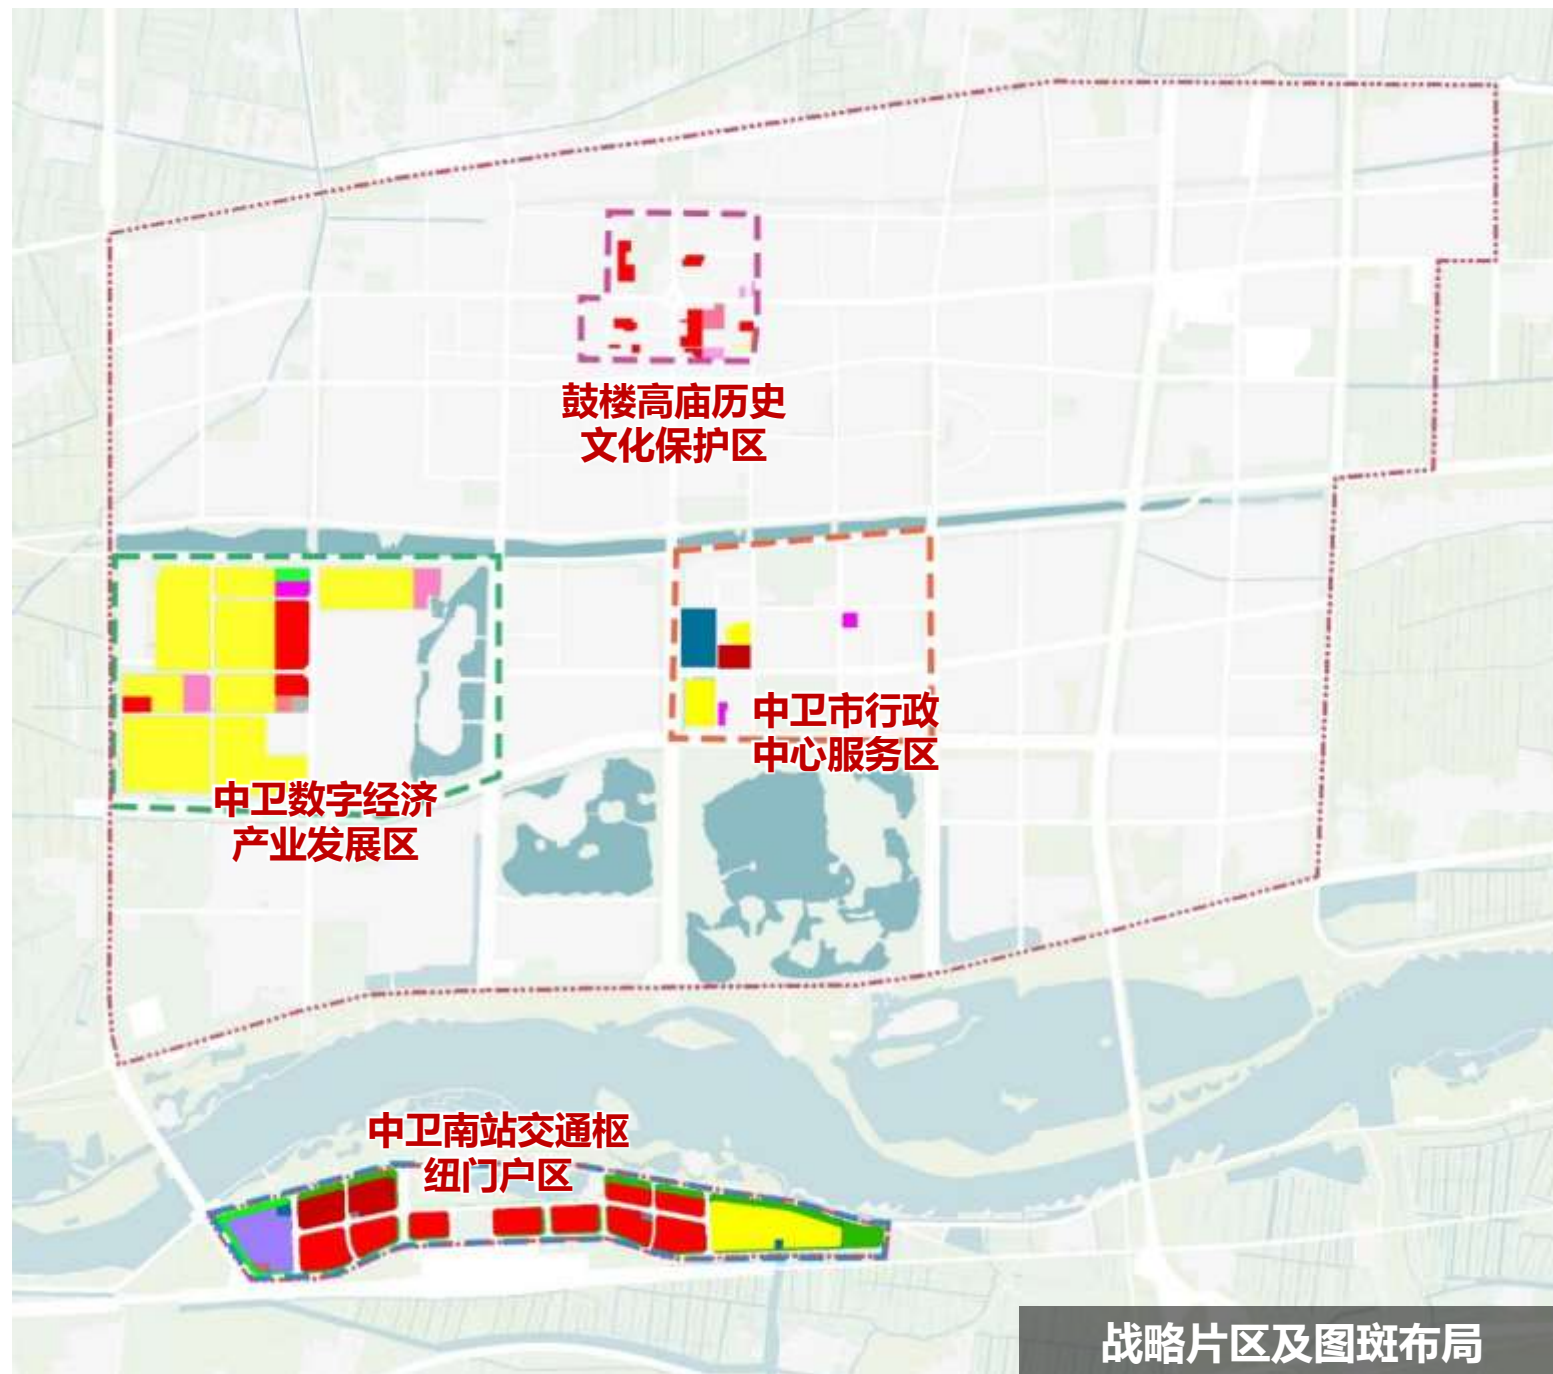 鼓楼高庙历史
文化保护区
中卫市行政
中心服务区
中卫数字经济
产业发展区
中卫南站交通枢
纽门户区
战略片区及图斑布局